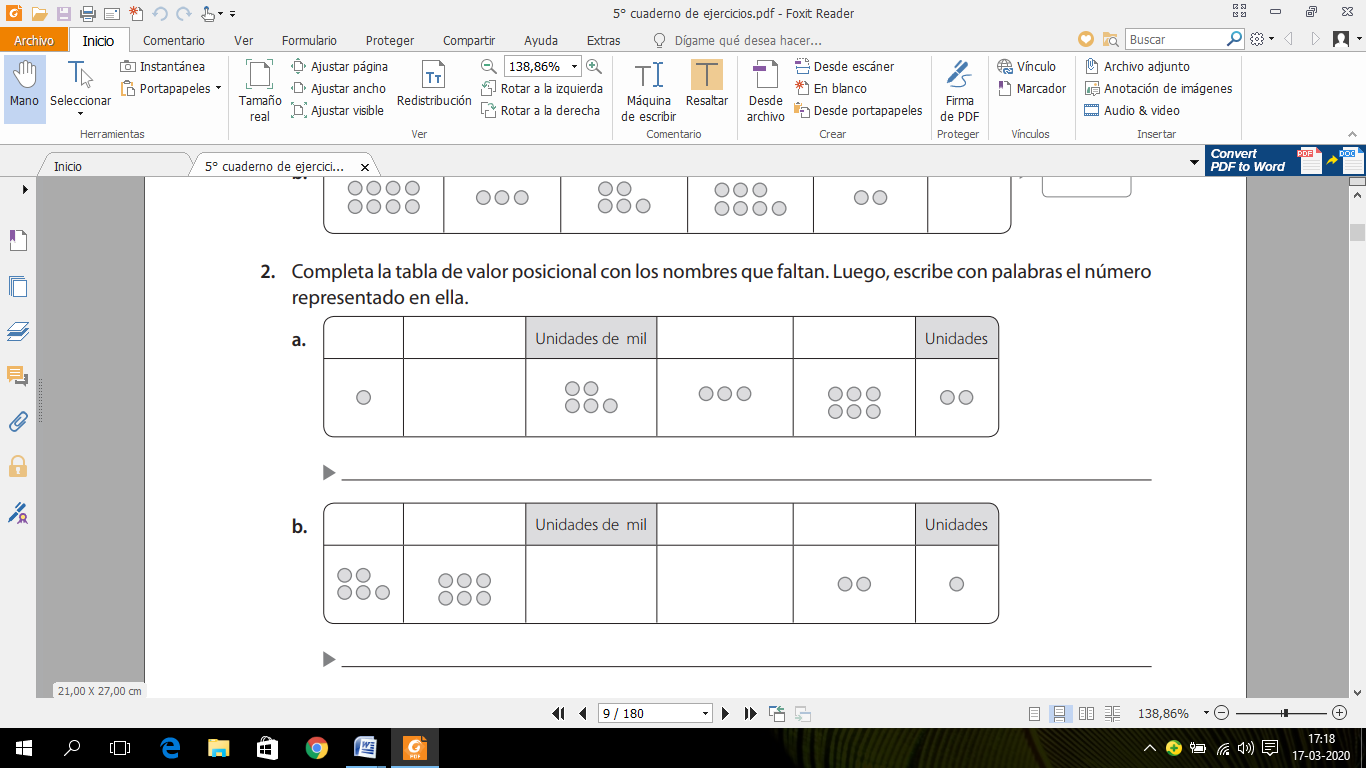 5° cuaderno de ejercicios.pdf - Foxit Reader
Archivo Inicio Comentario Ver Formulario Proteger Compartir Ayuda Extras Dígame qué desea hacer... Buscar
Mano
Seleccionar
Instantánea
Portapapeles
Herramientas
Tamaño real
Ajustar página
Ajustar ancho
Ajustar visible
Redistribución
138,86%
Rotar a la izquierda
Rotar a la derecha
Ver
Máquina de escribir
Resaltar
Comentario
Desde archivo
Desde escáner
En blanco
Desde portapapeles
Crear
Firma de PDF
Proteger
Vínculo
Marcador
Vínculos
Archivo adjunto
Anotación de imágenes
Audio & video
Insertar
Inicio 5° cuaderno de ejercici...
Convert
PDF to Word
PDF DOC
2. Completa la tabla de valor posicional con los nombres que faltan. Luego, escribe con palabras el número
representado en ella.
a. Unidades de mil Unidades
b. Unidades de mil Unidades
21,00 X 27,00 cm
9 / 180 138,86%
17:18
17-03-2020